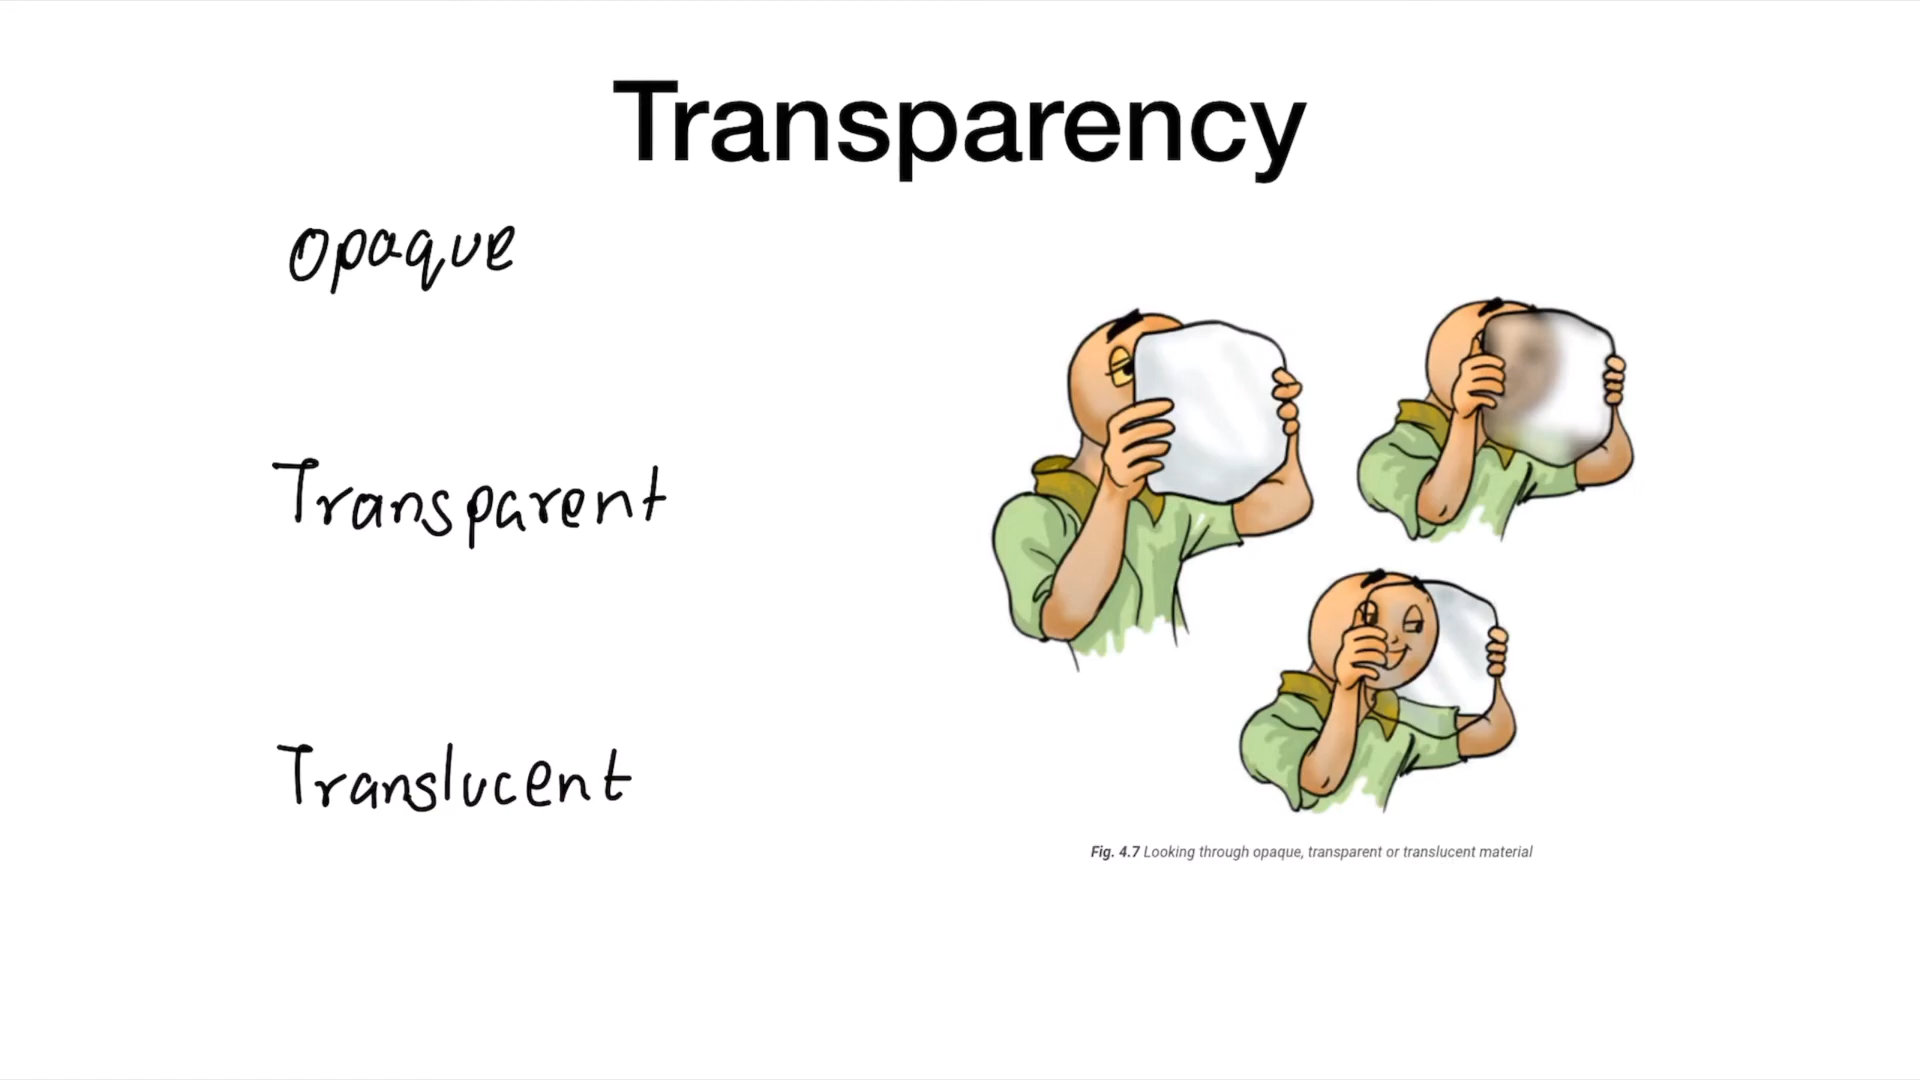 Transparency
Opaque
Transparent
Translucent
Fig. 4.7 Looking through opaque, transparent or translucent material